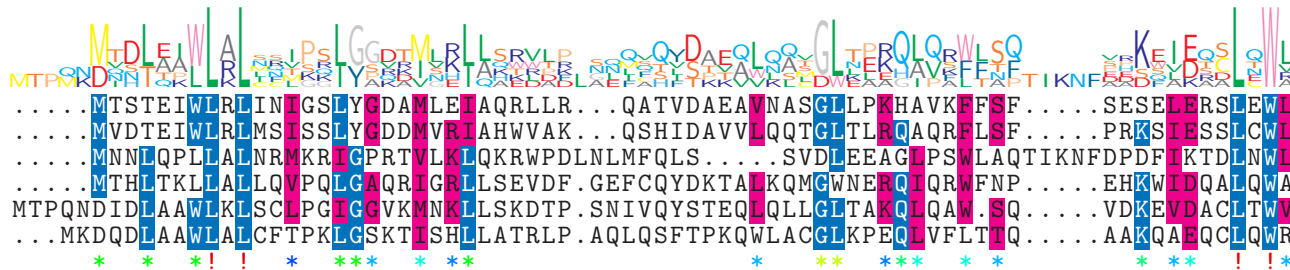 .....MTSTEIWLRLINIGSLYGDAMLEIAQRLLR...QATVDAEAVNASGLLPKHAVKFFSF.....SESELERSLEWL
.....MVDTEIWLRLMSISSLYGDDMVRIAHWVAK...QSHIDAVVLQQTGLTLRQAQRFLSF.....PRKSIESSLCWL
.....MNNLQPLLALNRMKRIGPRTVLKLQKRWPDLNLMFQLS.....SVDLEEAGLPSWLAQTIKNFDPDFIKTDLNWL
.....MTHLTKLLALLQVPQLGAQRIGRLLSEVDF.GEFCQYDKTALKQMGWNERQIQRWFNP.....EHKWIDQALQWA
MTPQNDIDLAAWLKLSCLPGIGGVKMNKLLSKDTP.SNIVQYSTEQLQLLGLTAKQLQAW.SQ.....VDKEVDACLTWV
...MKDQDLAAWLALCFTPKLGSKTISHLLATRLP.AQLQSFTPKQWLACGLKPEQLVFLTTQ.....AAKQAEQCLQWR
* * * ! ! * * * * * * * * * * * * * * * * * * ! ! *